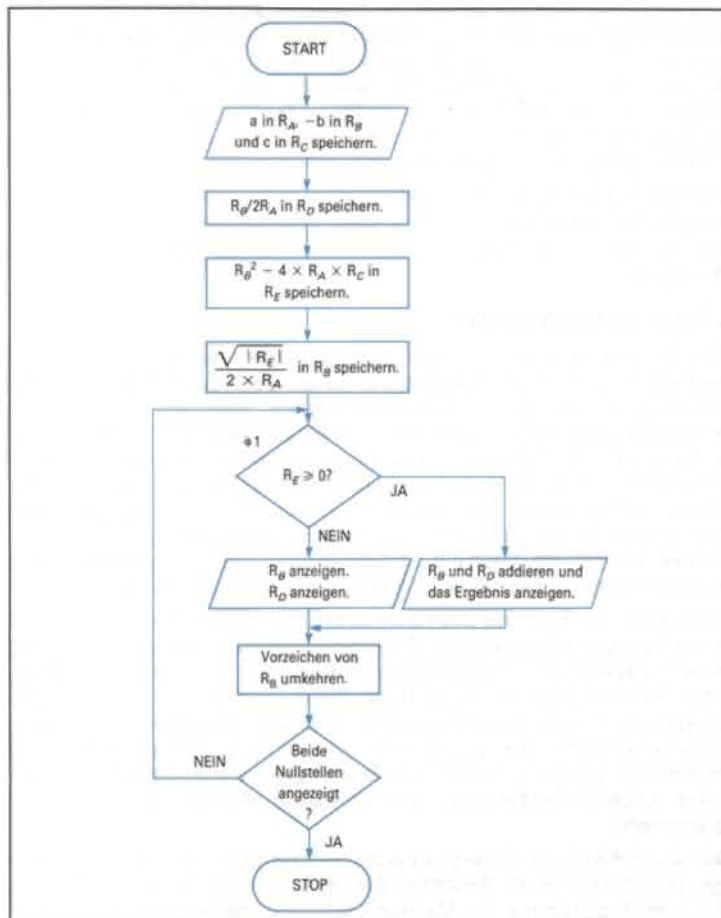 START
a in R_A, −b in R_B
und c in R_C speichern.
R_B/2R_A in R_D speichern.
R_B² − 4 × R_A × R_C in
R_E speichern.
√|R_E|
2 × R_A
in R_B speichern.
*1
R_E ⩾ 0?
JA
NEIN
R_B anzeigen.
R_D anzeigen.
R_B und R_D addieren und
das Ergebnis anzeigen.
Vorzeichen von
R_B umkehren.
NEIN
Beide
Nullstellen
angezeigt
?
JA
STOP